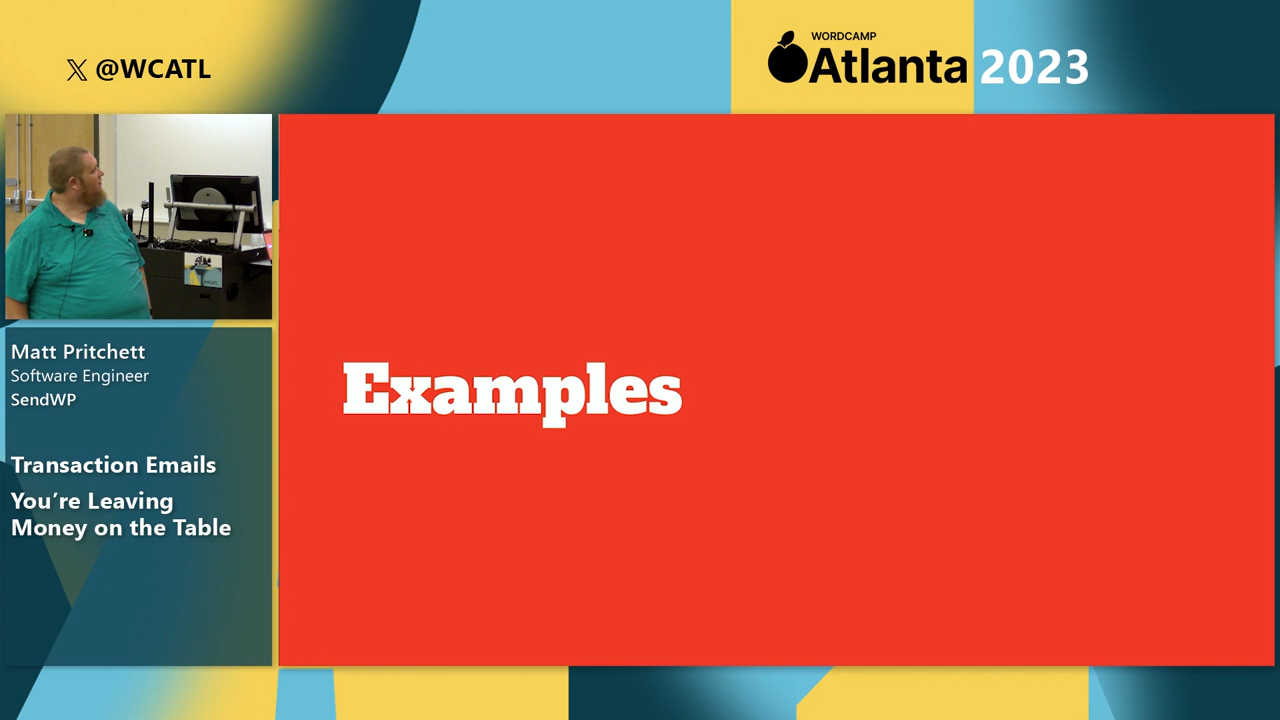 𝕏 @WCATL
WORDCAMP
Atlanta 2023
Matt Pritchett
Software Engineer
SendWP
Transaction Emails
You’re Leaving
Money on the Table
Examples